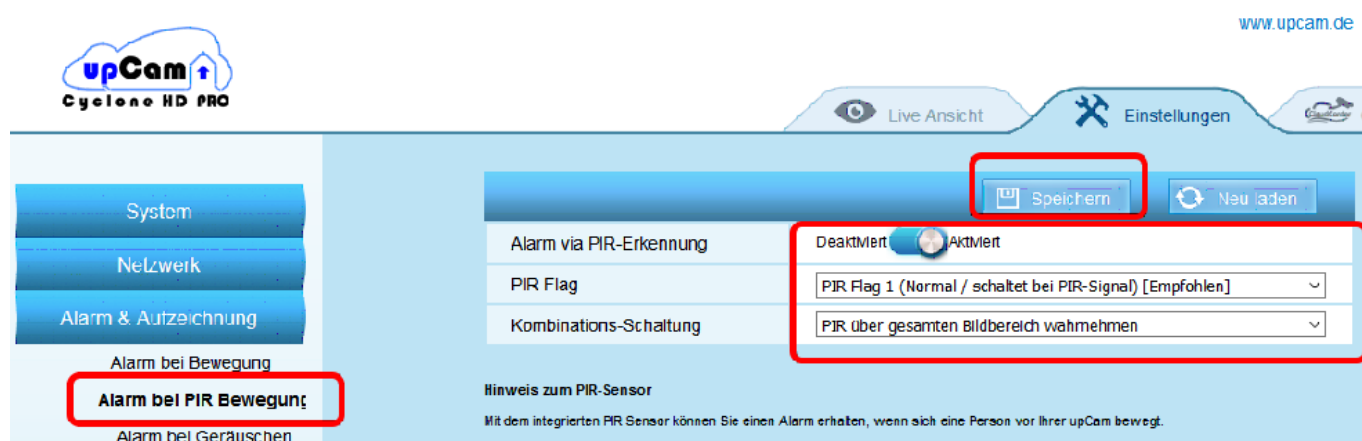 www.upcam.de
upCam
Cyclone HD PRO
Live Ansicht
Einstellungen
Speichern
Neu laden
System
Netzwerk
Alarm & Aufzeichnung
Alarm bei Bewegung
Alarm bei PIR Bewegung
Alarm bei Geräuschen
Alarm via PIR-Erkennung
Deaktiviert Aktiviert
PIR Flag
PIR Flag 1 (Normal / schaltet bei PIR-Signal) [Empfohlen]
Kombinations-Schaltung
PIR über gesamten Bildbereich wahrnehmen
Hinweis zum PIR-Sensor
Mit dem integrierten PIR Sensor können Sie einen Alarm erhalten, wenn sich eine Person vor Ihrer upCam bewegt.